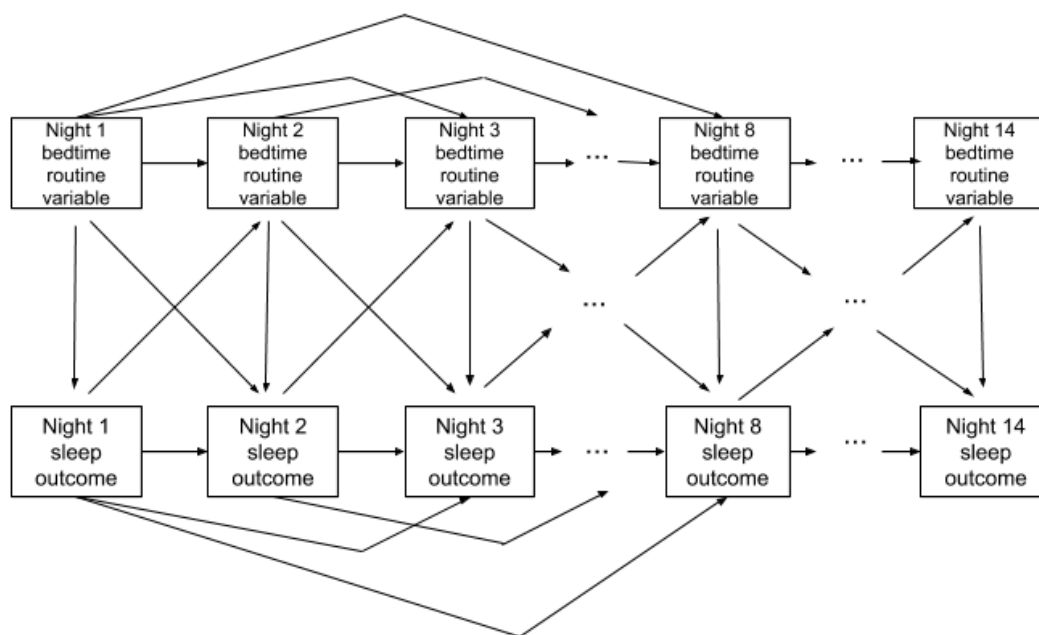 Night 1
bedtime
routine
variable
Night 2
bedtime
routine
variable
Night 3
bedtime
routine
variable
...
Night 8
bedtime
routine
variable
...
Night 14
bedtime
routine
variable
...
...
Night 1
sleep
outcome
Night 2
sleep
outcome
Night 3
sleep
outcome
...
Night 8
sleep
outcome
...
Night 14
sleep
outcome